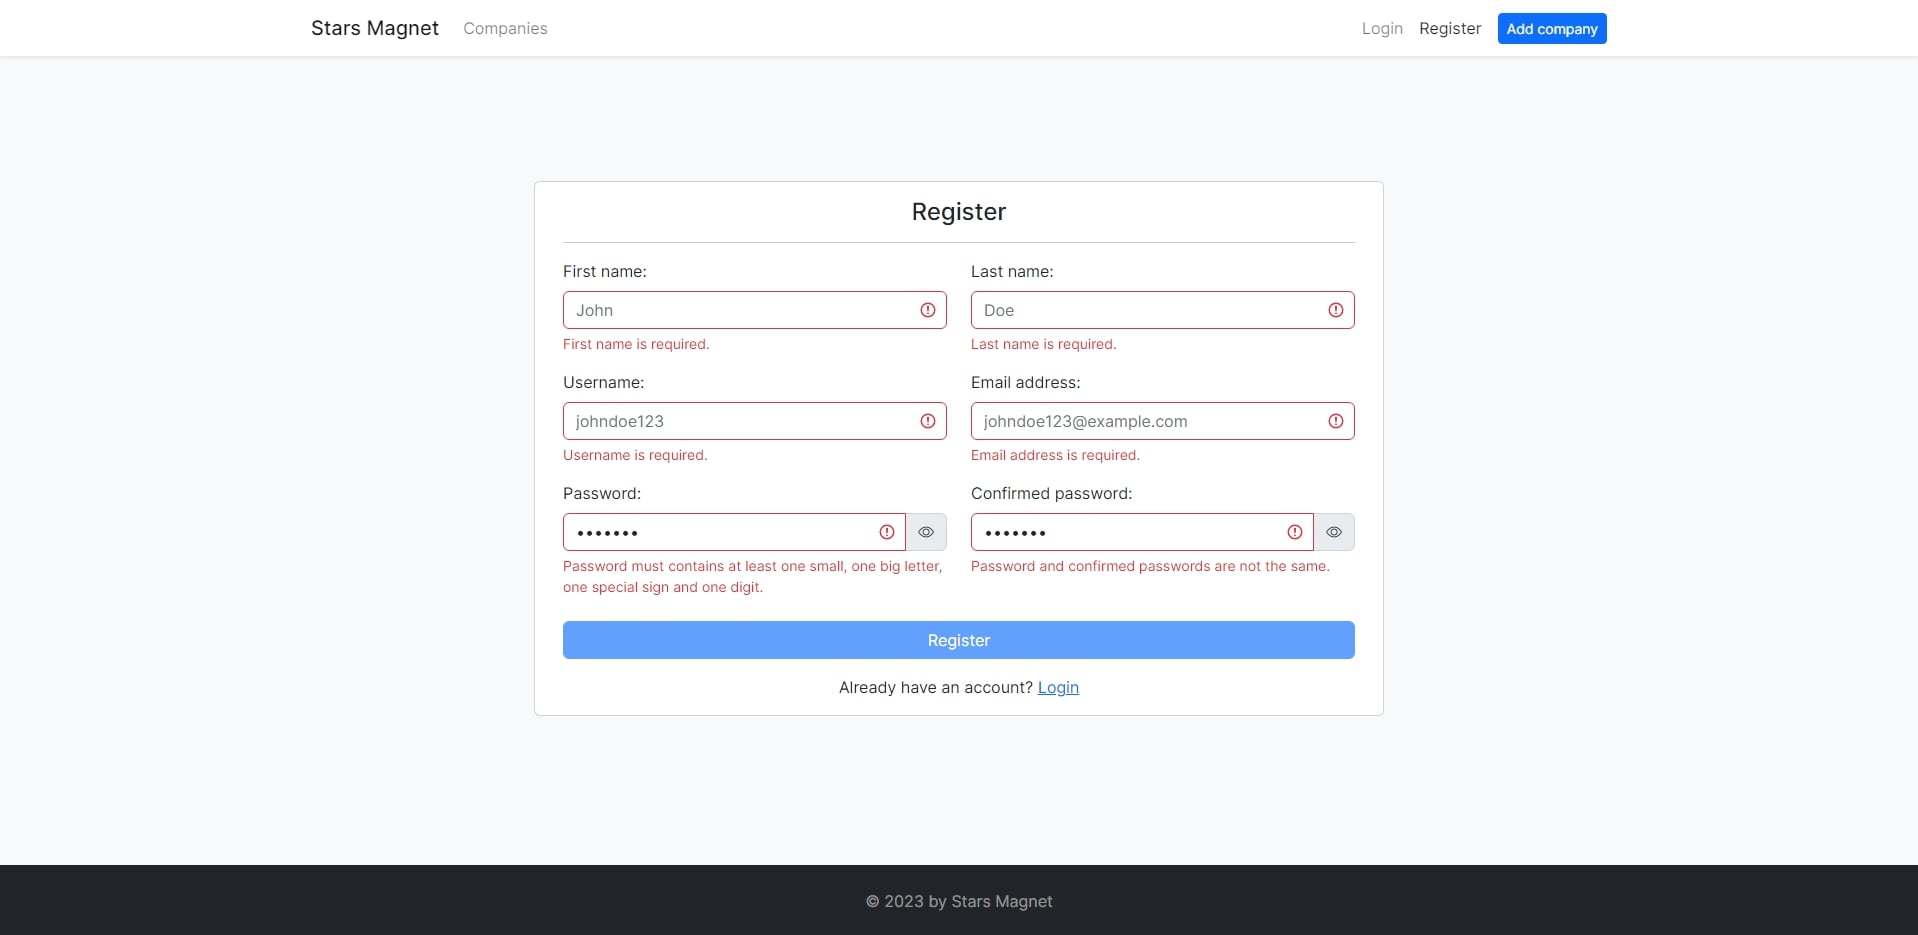 Stars Magnet Companies Login Register Add company
Register
First name: Last name:
John Doe
First name is required. Last name is required.
Username: Email address:
johndoe123 johndoe123@example.com
Username is required. Email address is required.
Password: Confirmed password:
••••••• •••••••
Password must contains at least one small, one big letter, Password and confirmed passwords are not the same.
one special sign and one digit.
Register
Already have an account? Login
© 2023 by Stars Magnet